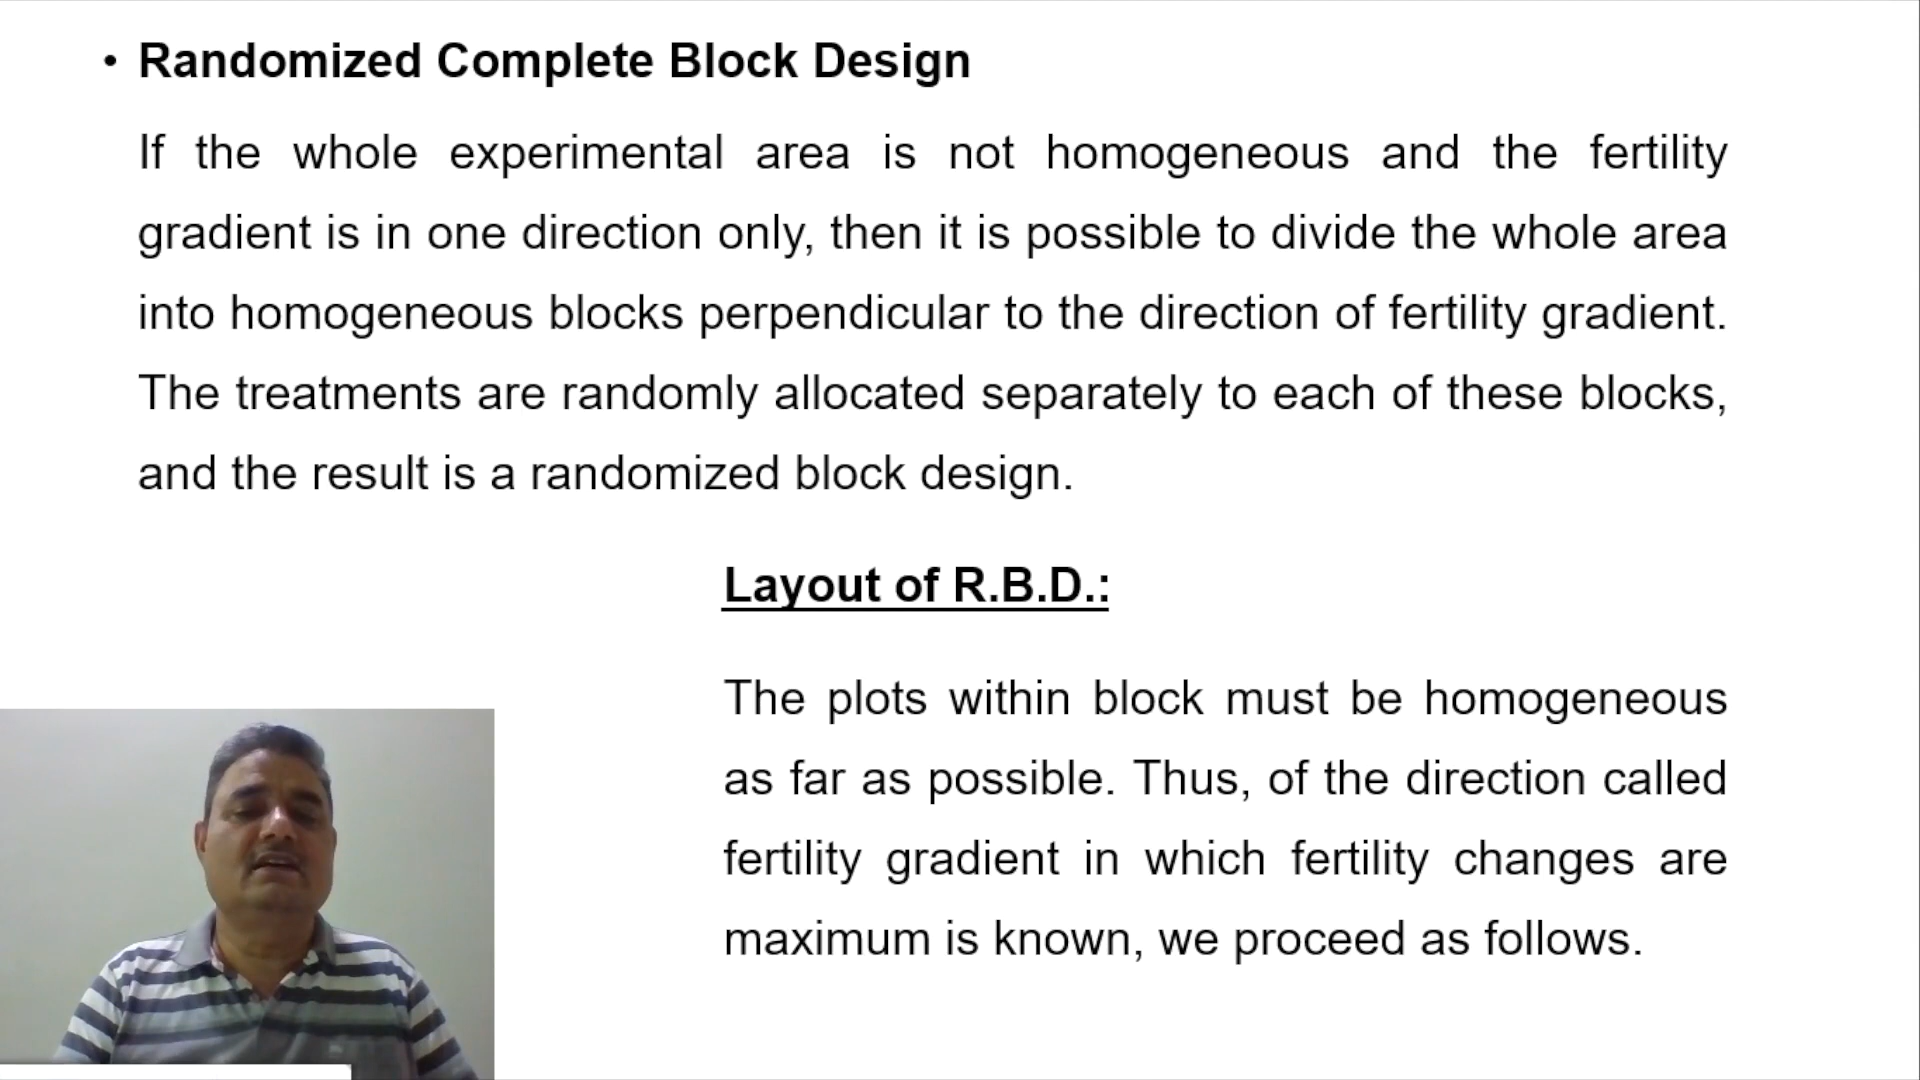 • Randomized Complete Block Design
If the whole experimental area is not homogeneous and the fertility
gradient is in one direction only, then it is possible to divide the whole area
into homogeneous blocks perpendicular to the direction of fertility gradient.
The treatments are randomly allocated separately to each of these blocks,
and the result is a randomized block design.
Layout of R.B.D.:
The plots within block must be homogeneous
as far as possible. Thus, of the direction called
fertility gradient in which fertility changes are
maximum is known, we proceed as follows.